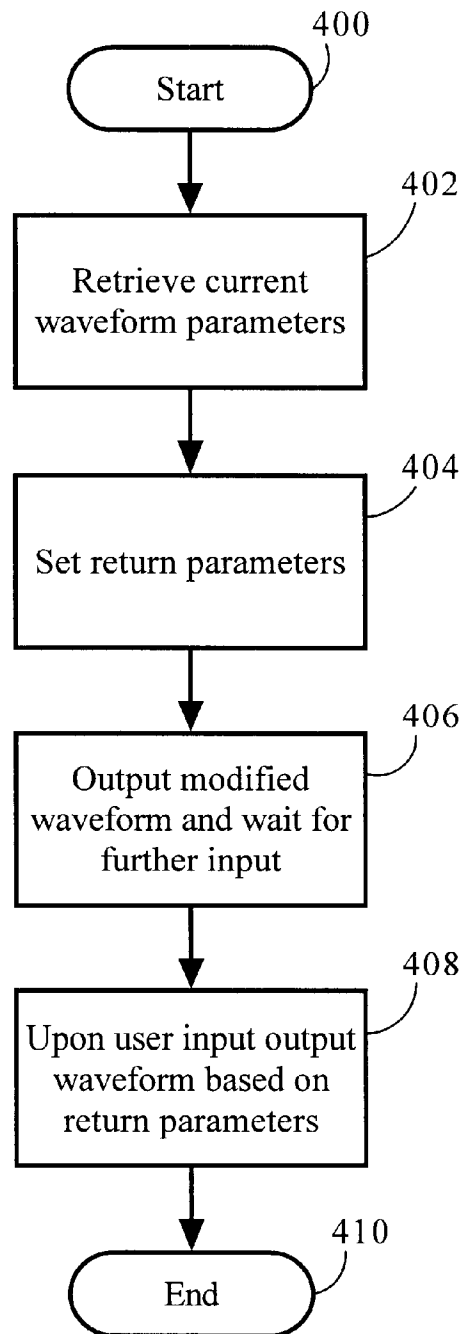 400
Start
402
Retrieve current
waveform parameters
404
Set return parameters
406
Output modified
waveform and wait for
further input
408
Upon user input output
waveform based on
return parameters
410
End